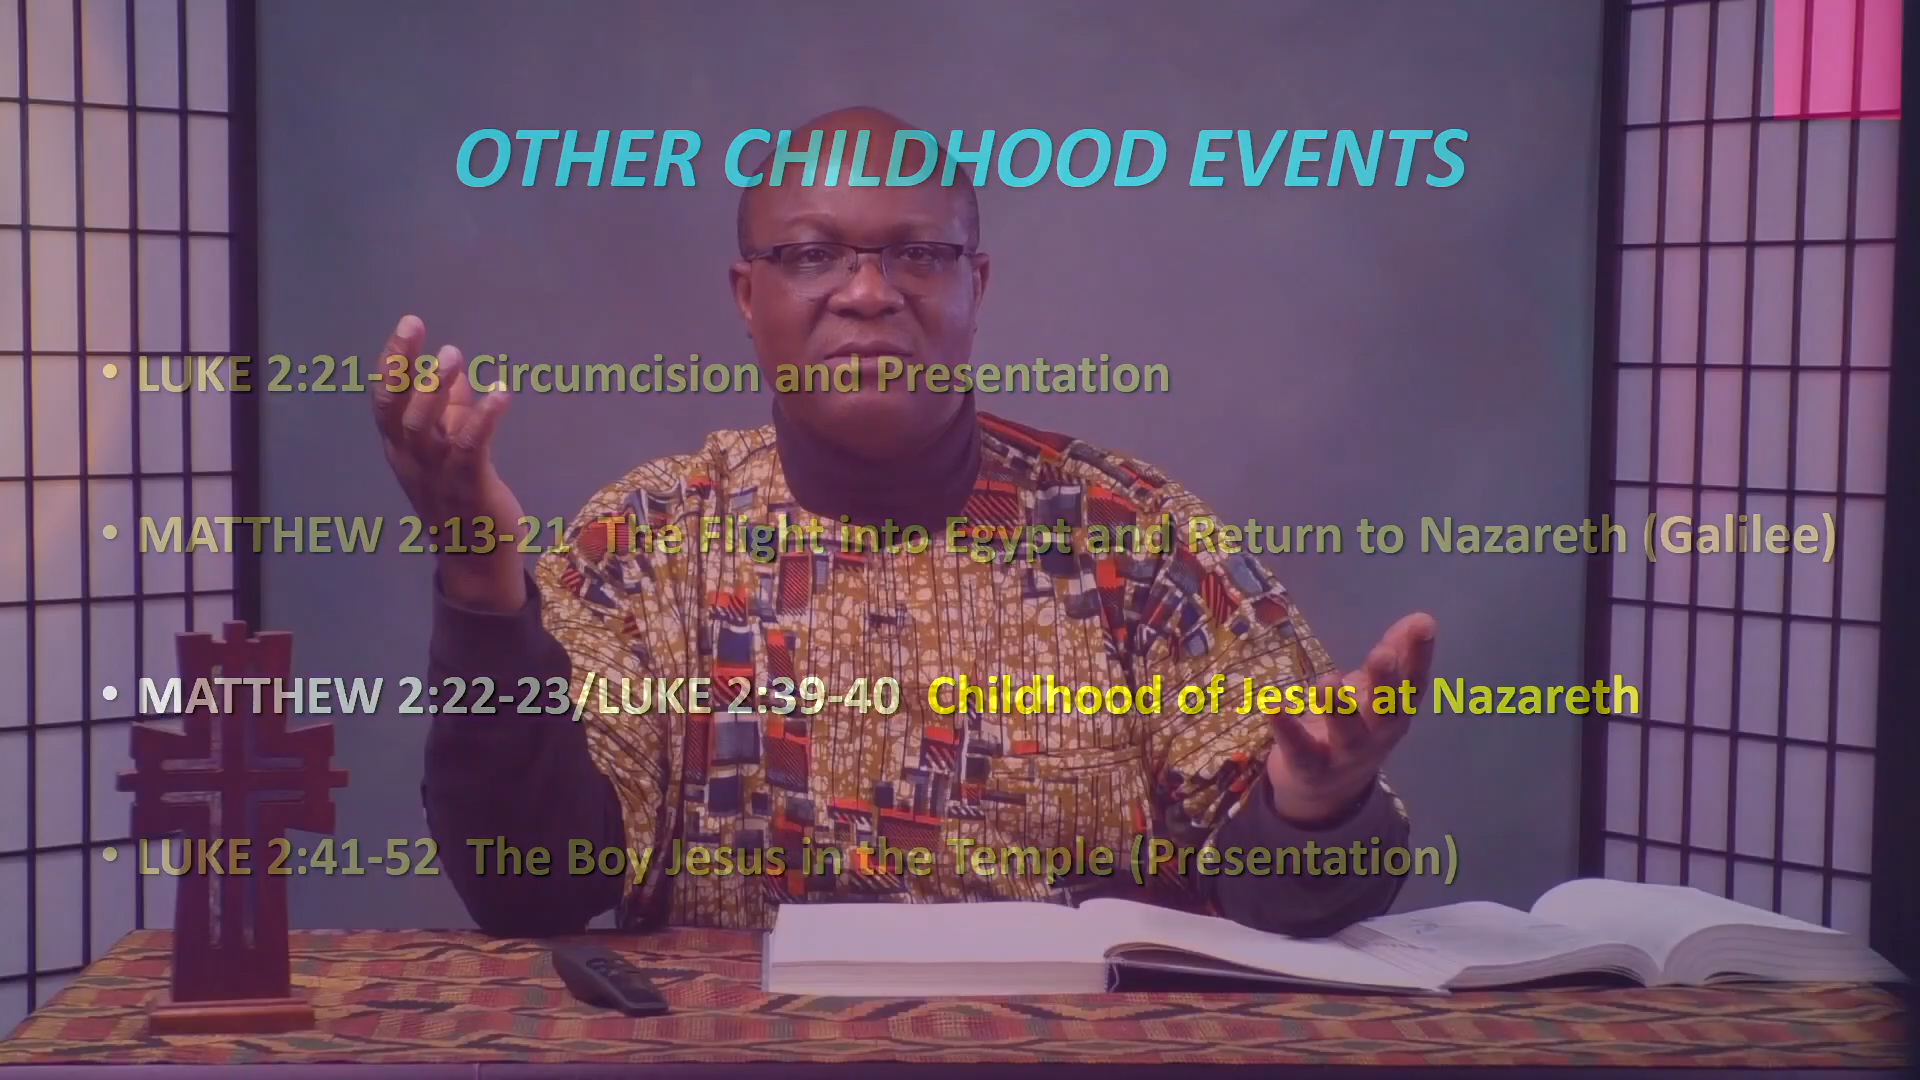 OTHER CHILDHOOD EVENTS
• LUKE 2:21-38 Circumcision and Presentation
• MATTHEW 2:13-21 The Flight into Egypt and Return to Nazareth (Galilee)
• MATTHEW 2:22-23/LUKE 2:39-40 Childhood of Jesus at Nazareth
• LUKE 2:41-52 The Boy Jesus in the Temple (Presentation)